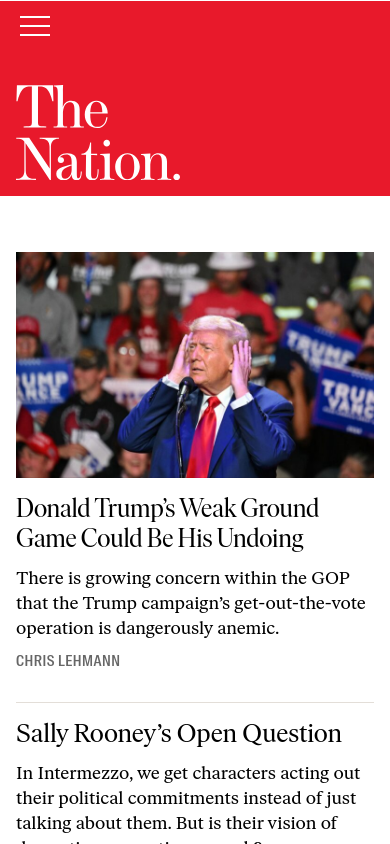 The
Nation.
TRUMP
TRUMP
VANCE
TRUMP
VANCE
Donald Trump's Weak Ground
Game Could Be His Undoing
There is growing concern within the GOP
that the Trump campaign’s get-out-the-vote
operation is dangerously anemic.
CHRIS LEHMANN
Sally Rooney’s Open Question
In Intermezzo, we get characters acting out
their political commitments instead of just
talking about them. But is their vision of